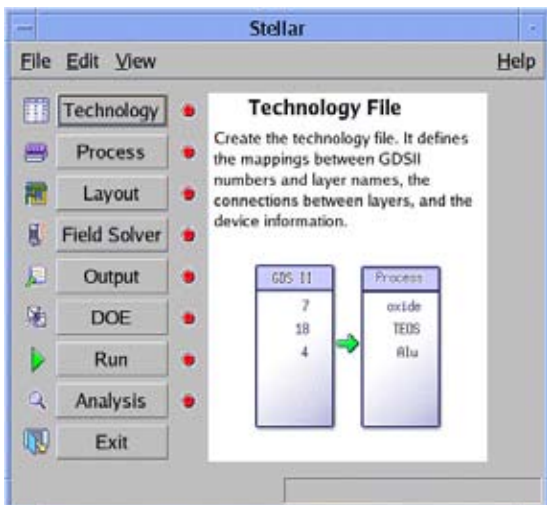 Stellar
File Edit View Help
Technology
Process
Layout
Field Solver
Output
DOE
Run
Analysis
Exit
Technology File
Create the technology file. It defines
the mappings between GDSII
numbers and layer names, the
connections between layers, and the
device information.
GDS II Process
7 oxide
18 TEOS
4 Alu